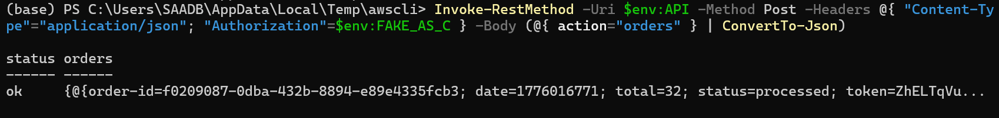 (base) PS C:\Users\SAADB\AppData\Local\Temp\awscli> Invoke-RestMethod -Uri $env:API -Method Post -Headers @{ "Content-Ty
pe"="application/json"; "Authorization"=$env:FAKE_AS_C } -Body (@{ action="orders" } | ConvertTo-Json)
status orders
------ ------
ok     {@{order-id=f0209087-0dba-432b-8894-e89e4335fcb3; date=1776016771; total=32; status=processed; token=ZhELTqVu...